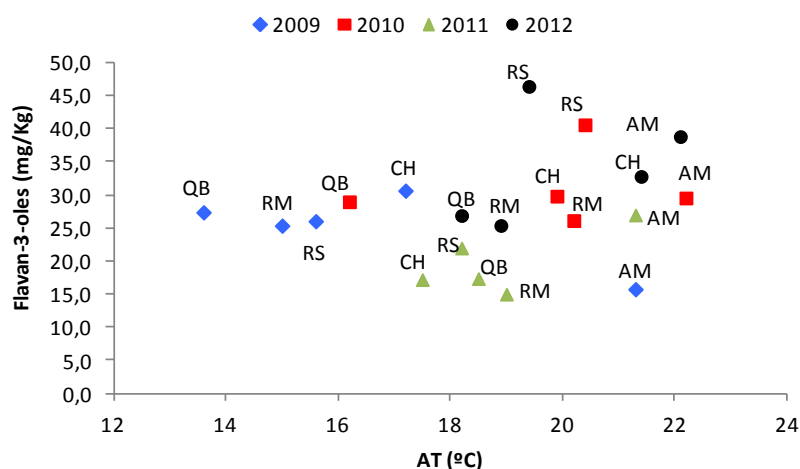 2009 2010 2011 2012
50,0
45,0
40,0
35,0
30,0
25,0
20,0
15,0
10,0
5,0
0,0
Flavan-3-oles (mg/Kg)
RS
RS
AM
CH
AM
CH
QB
QB
CH
RM
AM
RM
QB
RM
RS
RS
CH
QB
RM
AM
12 14 16 18 20 22 24
AT (ºC)